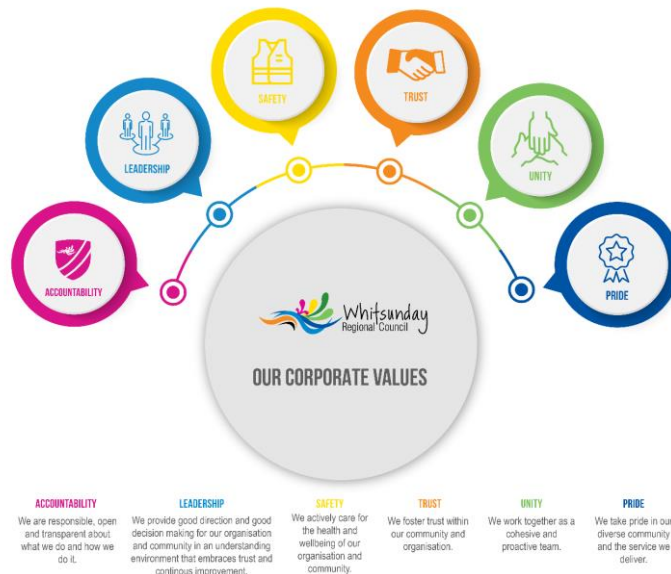 SAFETY
TRUST
LEADERSHIP
UNITY
ACCOUNTABILITY
PRIDE
Whitsunday
Regional Council
OUR CORPORATE VALUES
ACCOUNTABILITY
We are responsible, open
and transparent about
what we do and how we
do it.
LEADERSHIP
We provide good direction and good
decision making for our organisation
and community in an understanding
environment that embraces trust and
continous improvement.
SAFETY
We actively care for
the health and
wellbeing of our
organisation and
community.
TRUST
We foster trust within
our community and
organisation.
UNITY
We work together as a
cohesive and
proactive team.
PRIDE
We take pride in our
diverse community
and the service we
deliver.